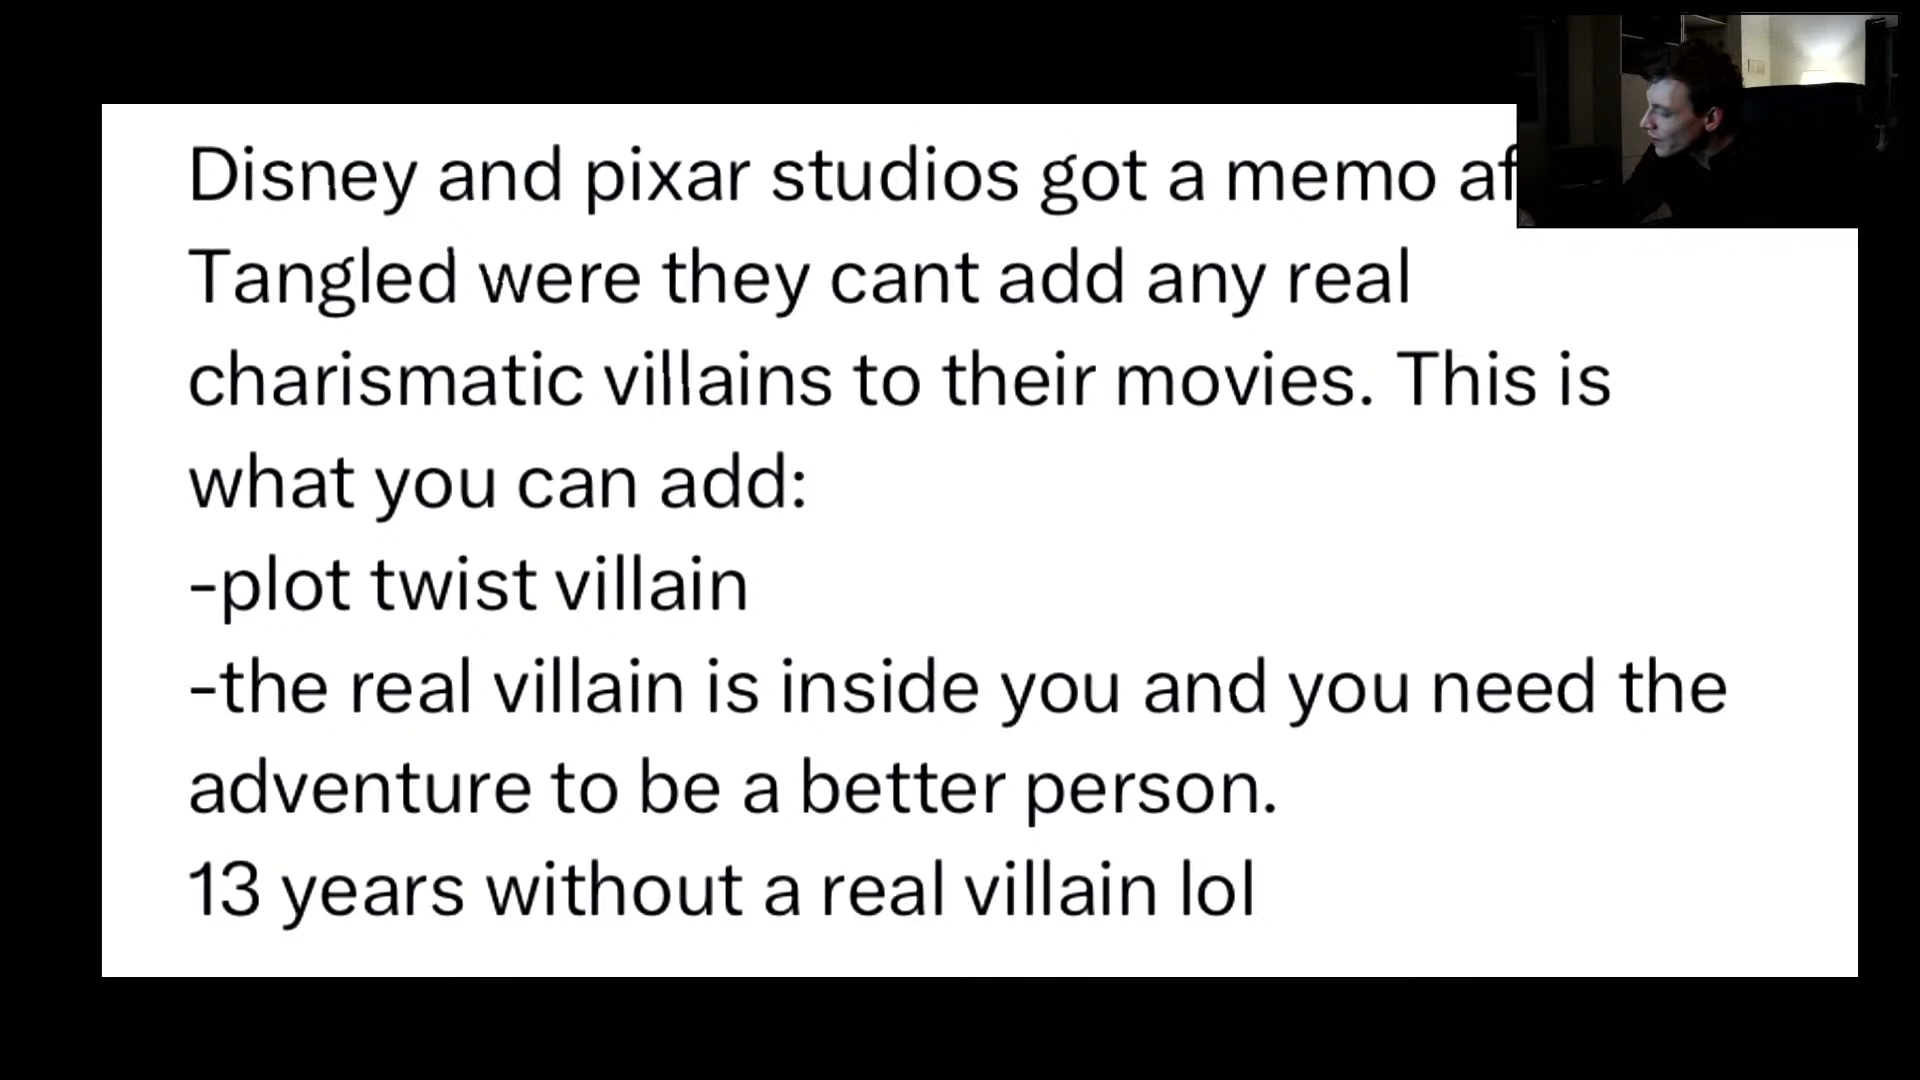 Disney and pixar studios got a memo af
Tangled were they cant add any real
charismatic villains to their movies. This is
what you can add:
-plot twist villain
-the real villain is inside you and you need the
adventure to be a better person.
13 years without a real villain lol